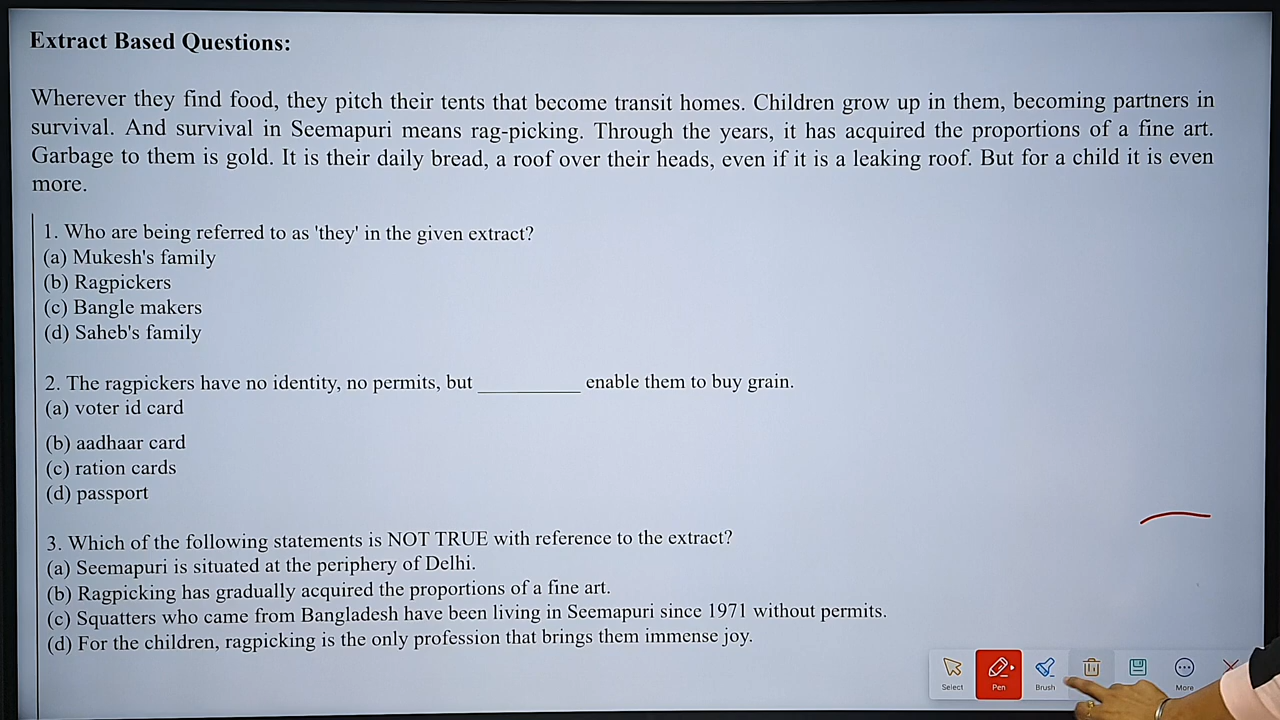 Extract Based Questions:
Wherever they find food, they pitch their tents that become transit homes. Children grow up in them, becoming partners in
survival. And survival in Seemapuri means rag-picking. Through the years, it has acquired the proportions of a fine art.
Garbage to them is gold. It is their daily bread, a roof over their heads, even if it is a leaking roof. But for a child it is even
more.
1. Who are being referred to as 'they' in the given extract?
(a) Mukesh's family
(b) Ragpickers
(c) Bangle makers
(d) Saheb's family
2. The ragpickers have no identity, no permits, but __________ enable them to buy grain.
(a) voter id card
(b) aadhaar card
(c) ration cards
(d) passport
3. Which of the following statements is NOT TRUE with reference to the extract?
(a) Seemapuri is situated at the periphery of Delhi.
(b) Ragpicking has gradually acquired the proportions of a fine art.
(c) Squatters who came from Bangladesh have been living in Seemapuri since 1971 without permits.
(d) For the children, ragpicking is the only profession that brings them immense joy.
Select Pen Brush More